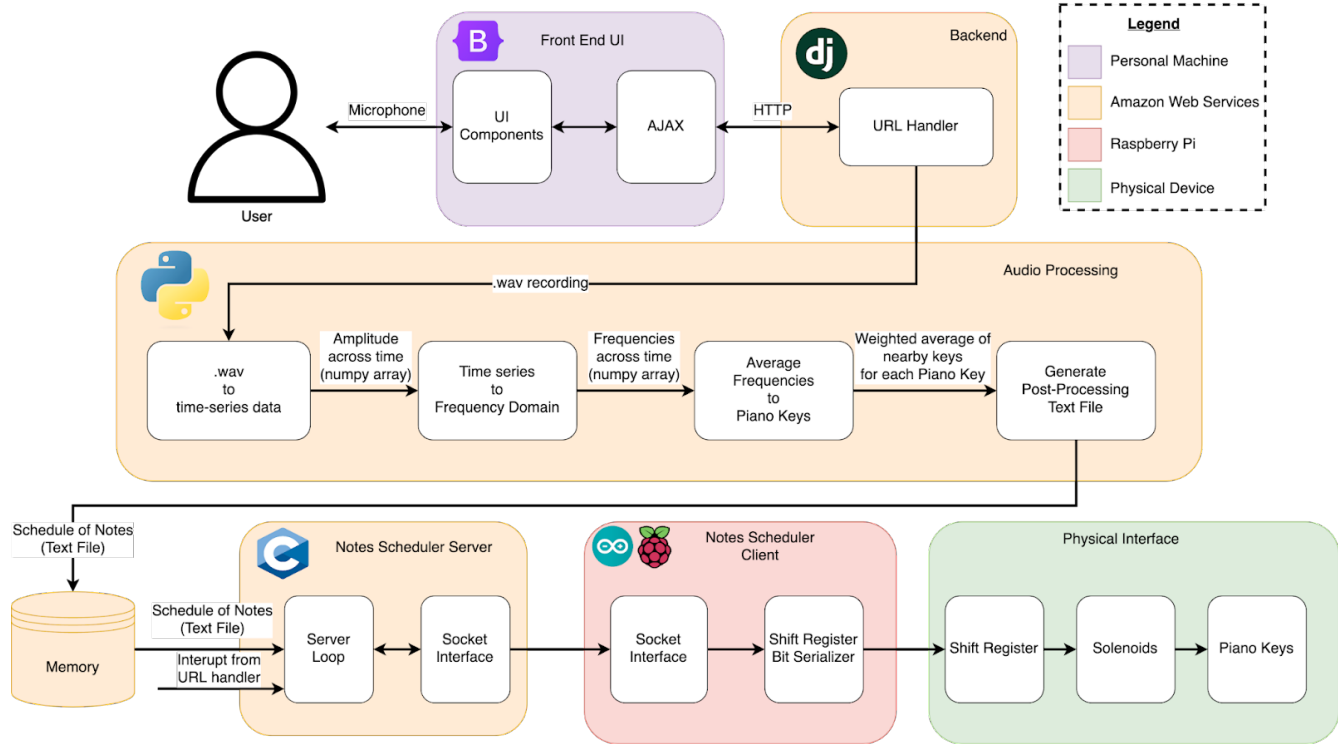 Front End UI
B
Backend
dj
Legend
Personal Machine
Amazon Web Services
Raspberry Pi
Physical Device
Microphone
UI
Components
AJAX
HTTP
URL Handler
User
Audio Processing
.wav recording
.wav
to
time-series data
Amplitude
across time
(numpy array)
Time series
to
Frequency Domain
Frequencies
across time
(numpy array)
Average
Frequencies
to
Piano Keys
Weighted average of
nearby keys
for each Piano Key
Generate
Post-Processing
Text File
Schedule of Notes
(Text File)
Memory
Schedule of Notes
(Text File)
Interupt from
URL handler
C
Notes Scheduler Server
Server
Loop
Socket
Interface
Notes Scheduler
Client
Socket
Interface
Shift Register
Bit Serializer
Physical Interface
Shift Register
Solenoids
Piano Keys